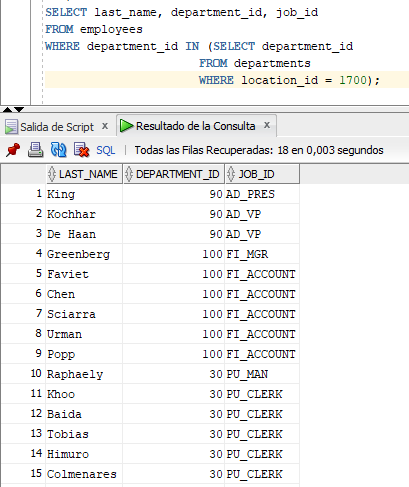 SELECT last_name, department_id, job_id
FROM employees
WHERE department_id IN (SELECT department_id
FROM departments
WHERE location_id = 1700);
Salida de Script x Resultado de la Consulta x
SQL | Todas las Filas Recuperadas: 18 en 0,003 segundos
LAST_NAME DEPARTMENT_ID JOB_ID
1 King 90 AD_PRES
2 Kochhar 90 AD_VP
3 De Haan 90 AD_VP
4 Greenberg 100 FI_MGR
5 Faviet 100 FI_ACCOUNT
6 Chen 100 FI_ACCOUNT
7 Sciarra 100 FI_ACCOUNT
8 Urman 100 FI_ACCOUNT
9 Popp 100 FI_ACCOUNT
10 Raphaely 30 PU_MAN
11 Khoo 30 PU_CLERK
12 Baida 30 PU_CLERK
13 Tobias 30 PU_CLERK
14 Himuro 30 PU_CLERK
15 Colmenares 30 PU_CLERK